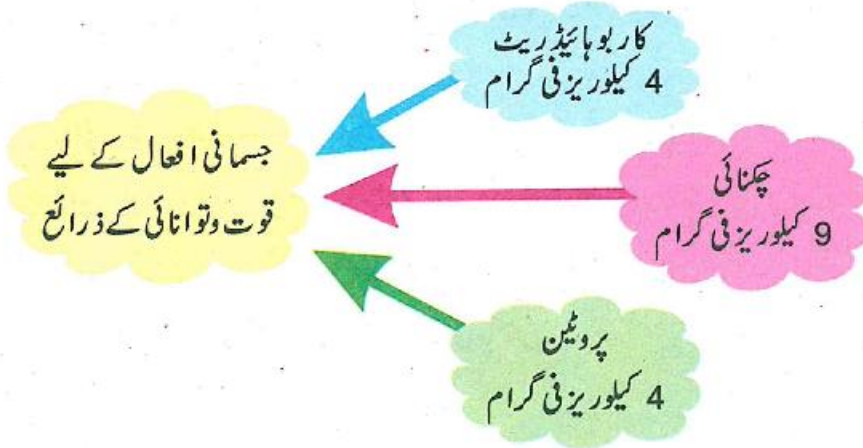 کاربوہائیڈریٹ
4 کیلوریز فی گرام
جسمانی افعال کے لیے
قوت و توانائی کے ذرائع
چکنائی
9 کیلوریز فی گرام
پروٹین
4 کیلوریز فی گرام